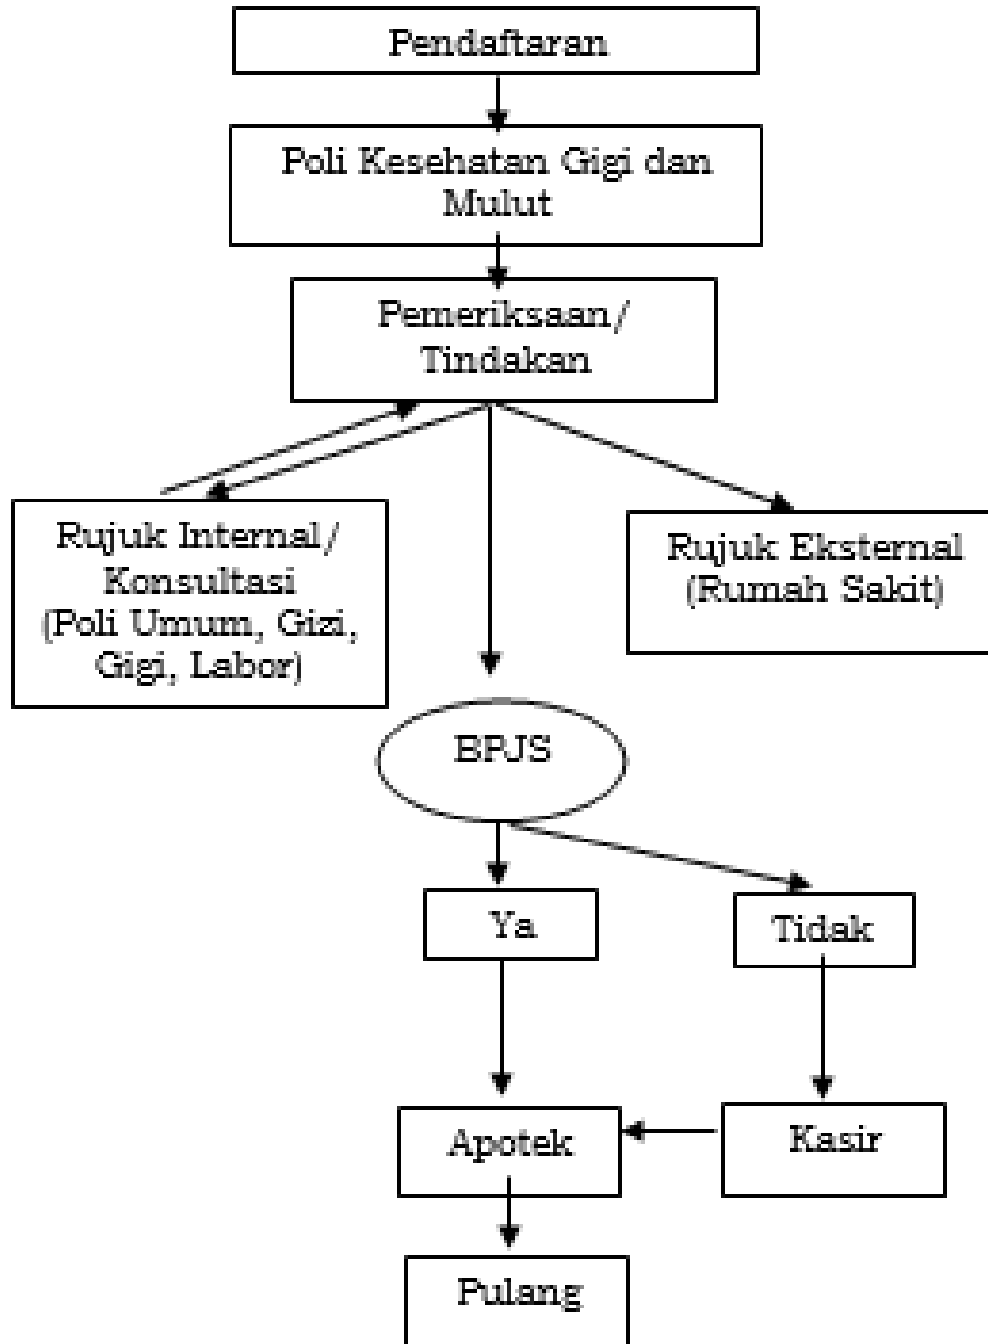 Pendaftaran
Poli Kesehatan Gigi dan
Mulut
Pemeriksaan/
Tindakan
Rujuk Internal/
Konsultasi
(Poli Umum, Gizi,
Gigi, Labor)
Rujuk Eksternal
(Rumah Sakit)
BPJS
Ya
Tidak
Apotek
Kasir
Pulang